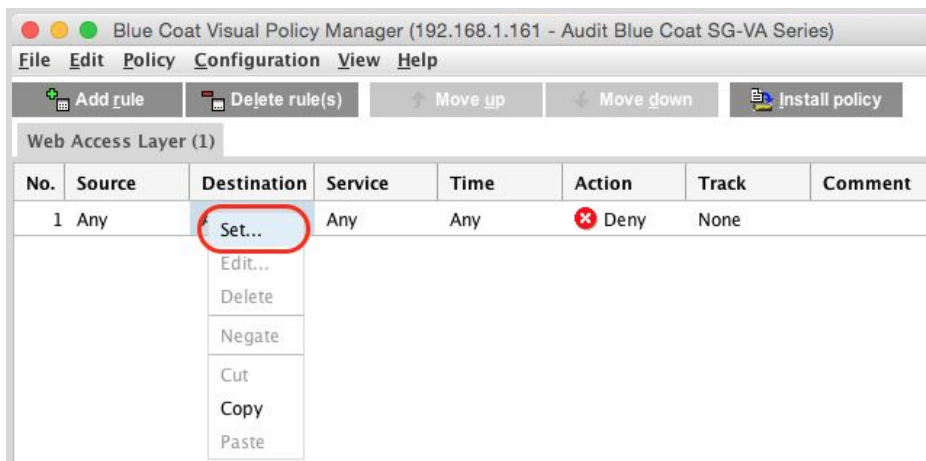 Blue Coat Visual Policy Manager (192.168.1.161 - Audit Blue Coat SG-VA Series)
File Edit Policy Configuration View Help
Add rule Delete rule(s) Move up Move down Install policy
Web Access Layer (1)
No. Source Destination Service Time Action Track Comment
1 Any Any Any Deny None
Set...
Edit...
Delete
Negate
Cut
Copy
Paste